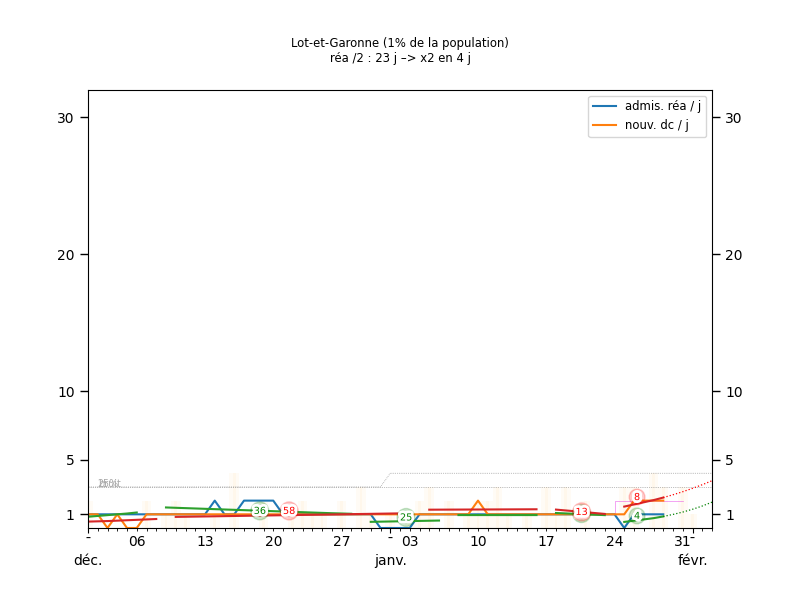 Lot-et-Garonne (1% de la population)
réa /2 : 23 j –> x2 en 4 j
admis. réa / j
nouv. dc / j
30 30
20 20
10 10
5 5
1 1
36 58 25 13 8 4
- 06 13 20 27 - 03 10 17 24 31 -
déc. janv. févr.